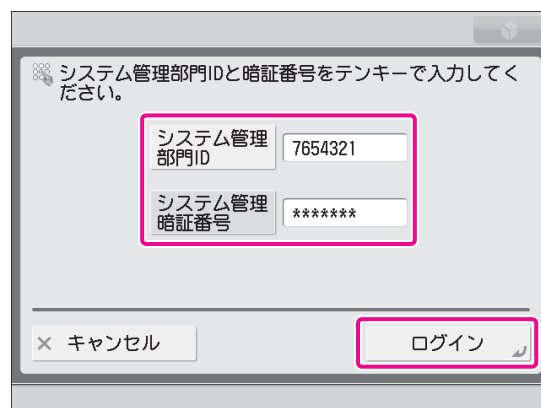 システム管理部門IDと暗証番号をテンキーで入力してく
ださい。
システム管理
部門ID
7654321
システム管理
暗証番号
*******
× キャンセル
ログイン